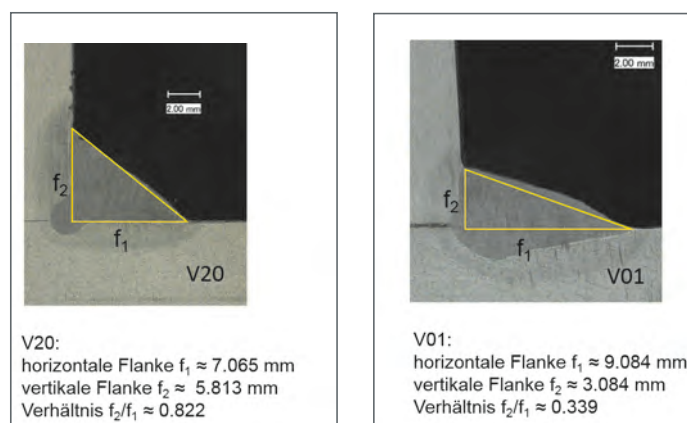 2.00 mm
f₂
f₁
V20
V20:
horizontale Flanke f₁ ≈ 7.065 mm
vertikale Flanke f₂ ≈ 5.813 mm
Verhältnis f₂/f₁ ≈ 0.822
2.00 mm
f₂
f₁
V01
V01:
horizontale Flanke f₁ ≈ 9.084 mm
vertikale Flanke f₂ ≈ 3.084 mm
Verhältnis f₂/f₁ ≈ 0.339